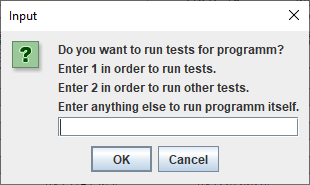 Input
Do you want to run tests for programm?
Enter 1 in order to run tests.
Enter 2 in order to run other tests.
Enter anything else to run programm itself.
OK Cancel